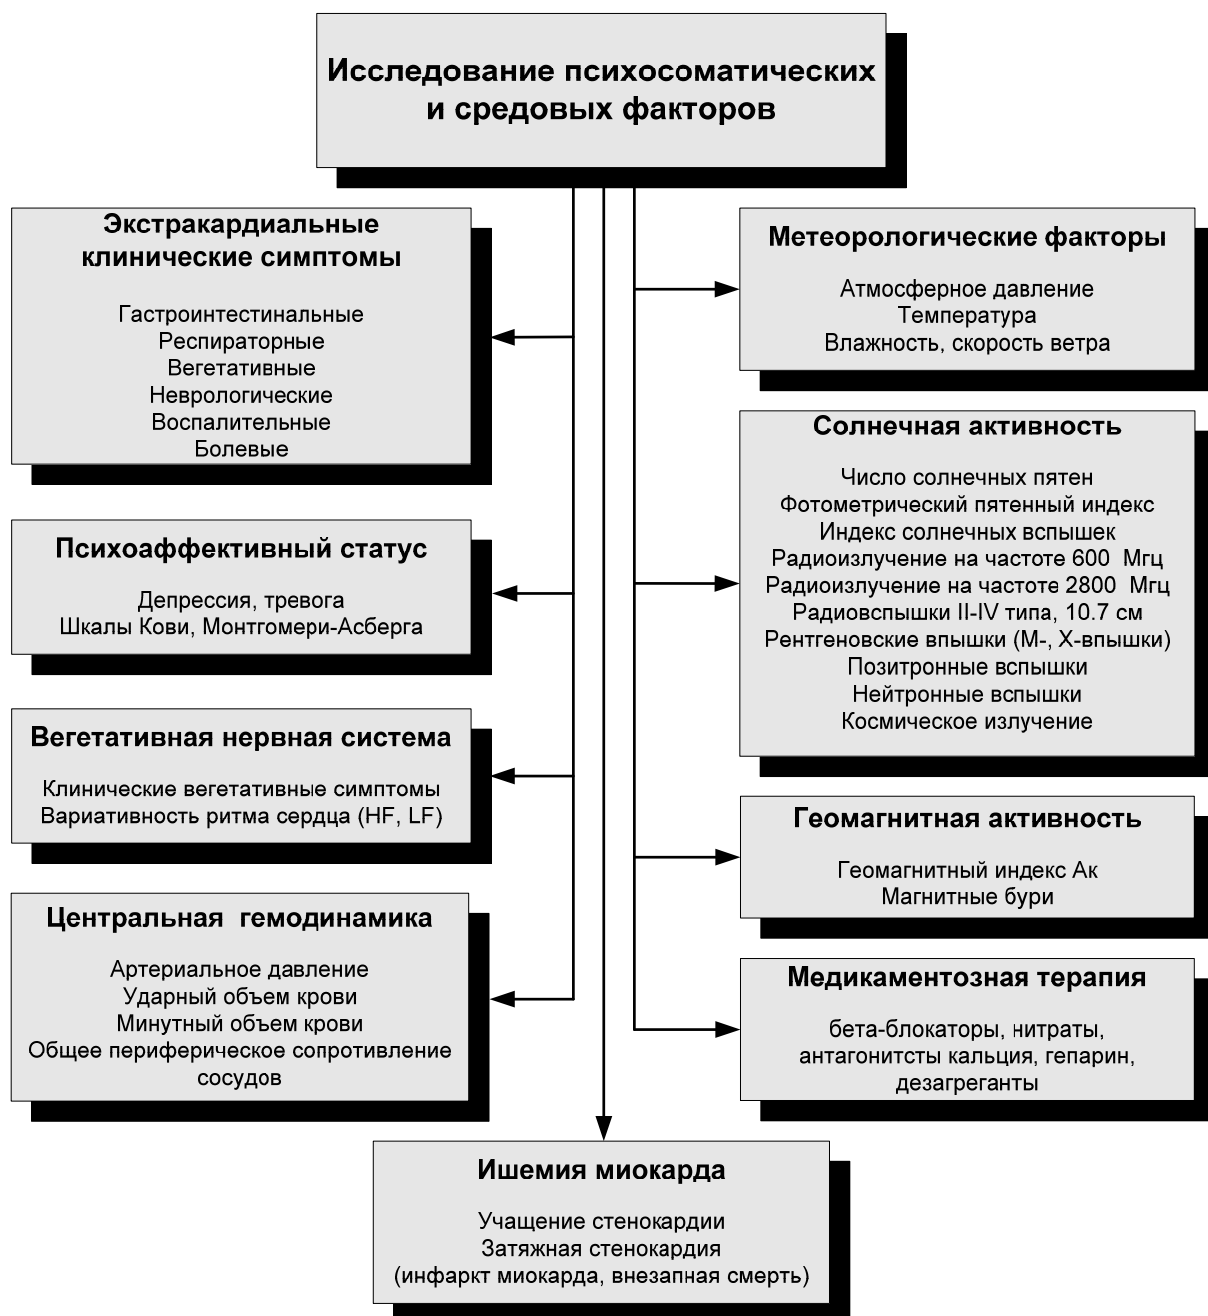 Исследование психосоматических
и средовых факторов
Экстракардиальные
клинические симптомы
Гастроинтестинальные
Респираторные
Вегетативные
Неврологические
Воспалительные
Болевые
Психоаффективный статус
Депрессия, тревога
Шкалы Кови, Монтгомери-Асберга
Вегетативная нервная система
Клинические вегетативные симптомы
Вариативность ритма сердца (HF, LF)
Центральная гемодинамика
Артериальное давление
Ударный объем крови
Минутный объем крови
Общее периферическое сопротивление
сосудов
Метеорологические факторы
Атмосферное давление
Температура
Влажность, скорость ветра
Солнечная активность
Число солнечных пятен
Фотометрический пятенный индекс
Индекс солнечных вспышек
Радиоизлучение на частоте 600 Мгц
Радиоизлучение на частоте 2800 Мгц
Радиовспышки II-IV типа, 10.7 см
Рентгеновские впышки (М-, Х-впышки)
Позитронные вспышки
Нейтронные вспышки
Космическое излучение
Геомагнитная активность
Геомагнитный индекс Ак
Магнитные бури
Медикаментозная терапия
бета-блокаторы, нитраты,
антагонитсты кальция, гепарин,
дезагреганты
Ишемия миокарда
Учащение стенокардии
Затяжная стенокардия
(инфаркт миокарда, внезапная смерть)